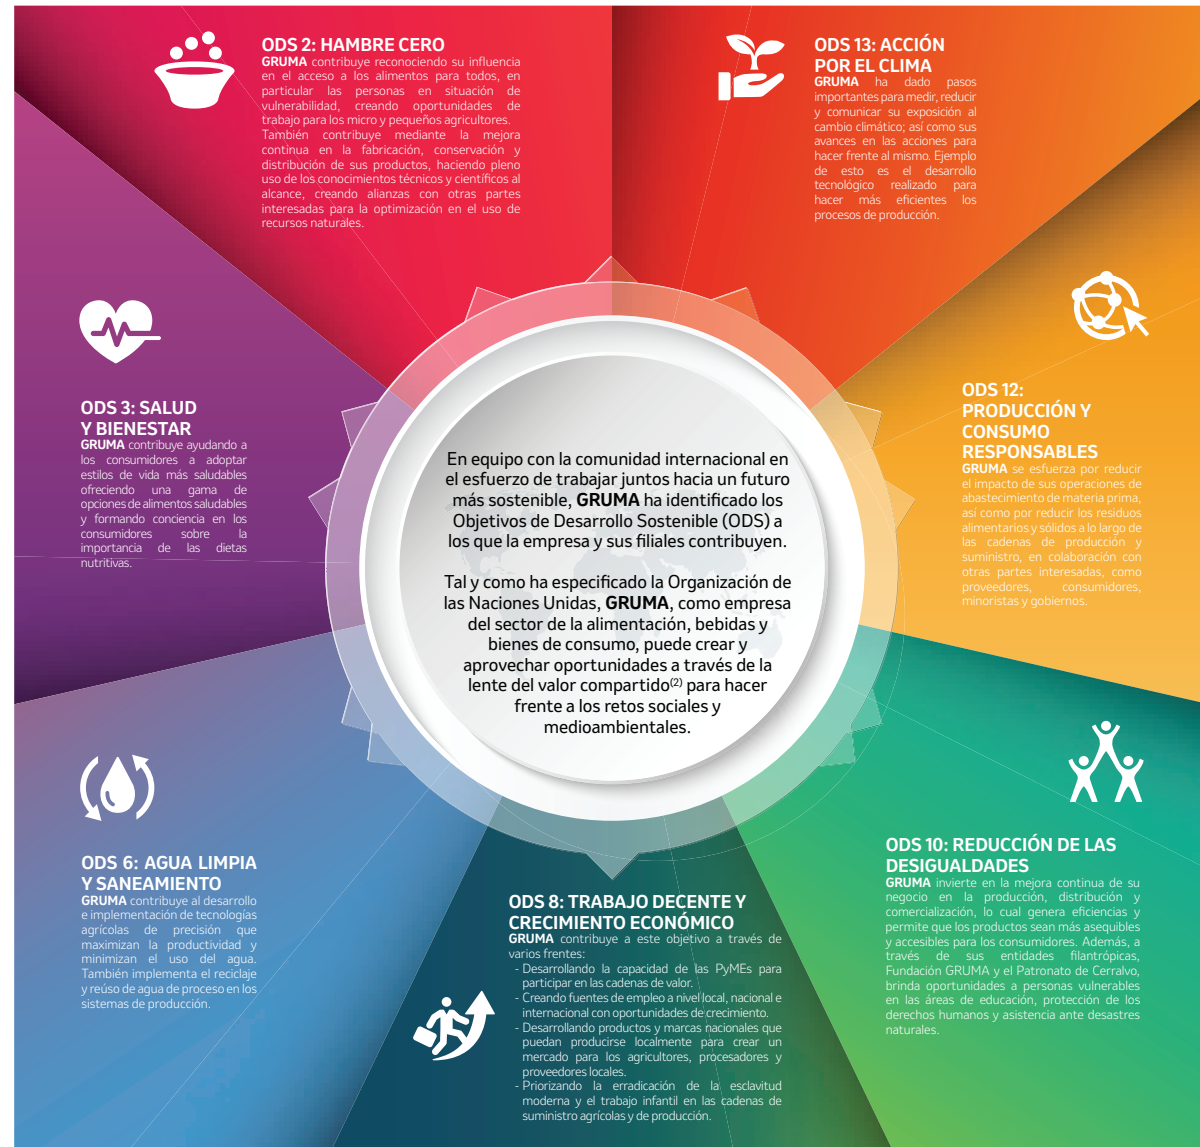 ODS 2: HAMBRE CERO
GRUMA contribuye reconociendo su influencia
en el acceso a los alimentos para todos, en
particular las personas en situación de
vulnerabilidad, creando oportunidades de
trabajo para los micro y pequeños agricultores.
También contribuye mediante la mejora
continua en la fabricación, conservación y
distribución de sus productos, haciendo pleno
uso de los conocimientos técnicos y científicos al
alcance, creando alianzas con otras partes
interesadas para la optimización en el uso de
recursos naturales.
ODS 13: ACCIÓN
POR EL CLIMA
GRUMA ha dado pasos
importantes para medir, reducir
y comunicar su exposición al
cambio climático; así como sus
avances en las acciones para
hacer frente al mismo. Ejemplo
de esto es el desarrollo
tecnológico realizado para
hacer más eficientes los
procesos de producción.
ODS 3: SALUD
Y BIENESTAR
GRUMA contribuye ayudando a
los consumidores a adoptar
estilos de vida más saludables
ofreciendo una gama de
opciones de alimentos saludables
y formando conciencia en los
consumidores sobre la
importancia de las dietas
nutritivas.
En equipo con la comunidad internacional en
el esfuerzo de trabajar juntos hacia un futuro
más sostenible, GRUMA ha identificado los
Objetivos de Desarrollo Sostenible (ODS) a
los que la empresa y sus filiales contribuyen.
Tal y como ha especificado la Organización de
las Naciones Unidas, GRUMA, como empresa
del sector de la alimentación, bebidas y
bienes de consumo, puede crear y
aprovechar oportunidades a través de la
lente del valor compartido(2) para hacer
frente a los retos sociales y
medioambientales.
ODS 12:
PRODUCCIÓN Y
CONSUMO
RESPONSABLES
GRUMA se esfuerza por reducir
el impacto de sus operaciones de
abastecimiento de materia prima,
así como por reducir los residuos
alimentarios y sólidos a lo largo de
las cadenas de producción y
suministro, en colaboración con
otras partes interesadas, como
proveedores, consumidores,
minoristas y gobiernos.
ODS 6: AGUA LIMPIA
Y SANEAMIENTO
GRUMA contribuye al desarrollo
e implementación de tecnologías
agrícolas de precisión que
maximizan la productividad y
minimizan el uso del agua.
También implementa el reciclaje
y reúso de agua de proceso en los
sistemas de producción.
ODS 8: TRABAJO DECENTE Y
CRECIMIENTO ECONÓMICO
GRUMA contribuye a este objetivo a través de
varios frentes:
- Desarrollando la capacidad de las PyMEs para
participar en las cadenas de valor.
- Creando fuentes de empleo a nivel local, nacional e
internacional con oportunidades de crecimiento.
- Desarrollando productos y marcas nacionales que
puedan producirse localmente para crear un
mercado para los agricultores, procesadores y
proveedores locales.
- Priorizando la erradicación de la esclavitud
moderna y el trabajo infantil en las cadenas de
suministro agrícolas y de producción.
ODS 10: REDUCCIÓN DE LAS
DESIGUALDADES
GRUMA invierte en la mejora continua de su
negocio en la producción, distribución y
comercialización, lo cual genera eficiencias y
permite que los productos sean más asequibles
y accesibles para los consumidores. Además, a
través de sus entidades filantrópicas,
Fundación GRUMA y el Patronato de Cerralvo,
brinda oportunidades a personas vulnerables
en las áreas de educación, protección de los
derechos humanos y asistencia ante desastres
naturales.